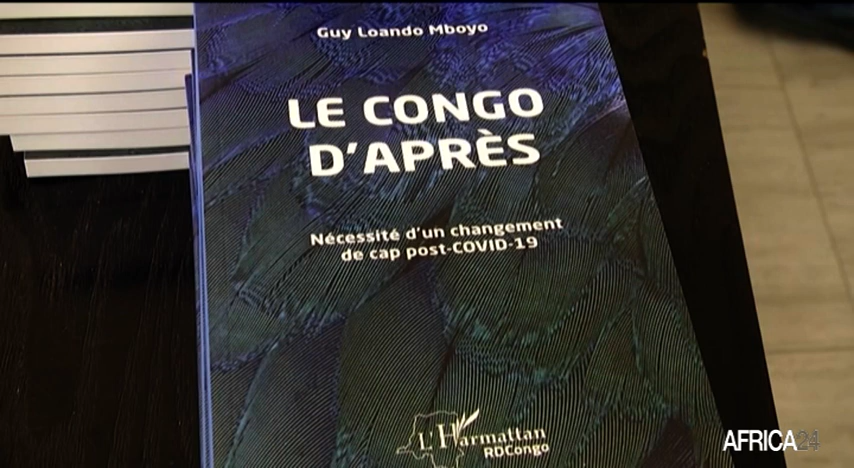 Guy Loando Mboyo
LE CONGO
D'APRÈS
Nécessité d'un changement
de cap post-COVID-19
L'Harmattan
RDCongo
AFRICA24